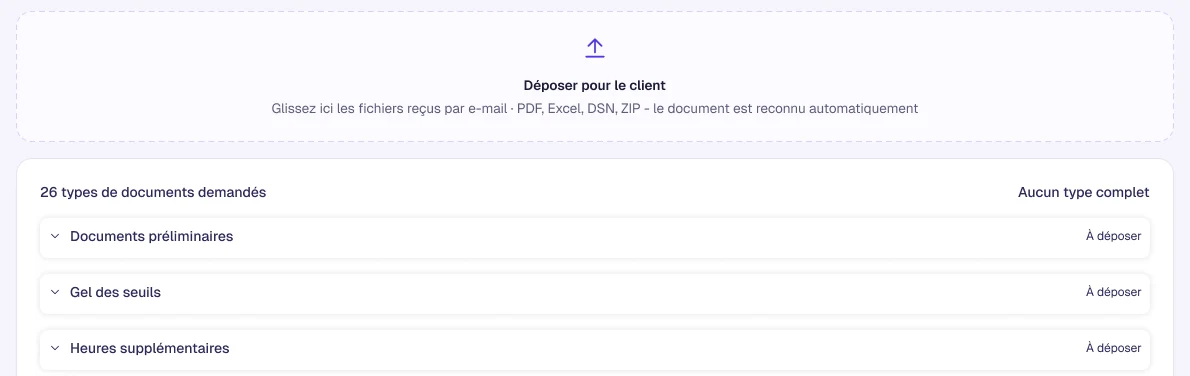 Déposer pour le client
Glissez ici les fichiers reçus par e-mail · PDF, Excel, DSN, ZIP - le document est reconnu automatiquement
26 types de documents demandés
Aucun type complet
Documents préliminaires
À déposer
Gel des seuils
À déposer
Heures supplémentaires
À déposer